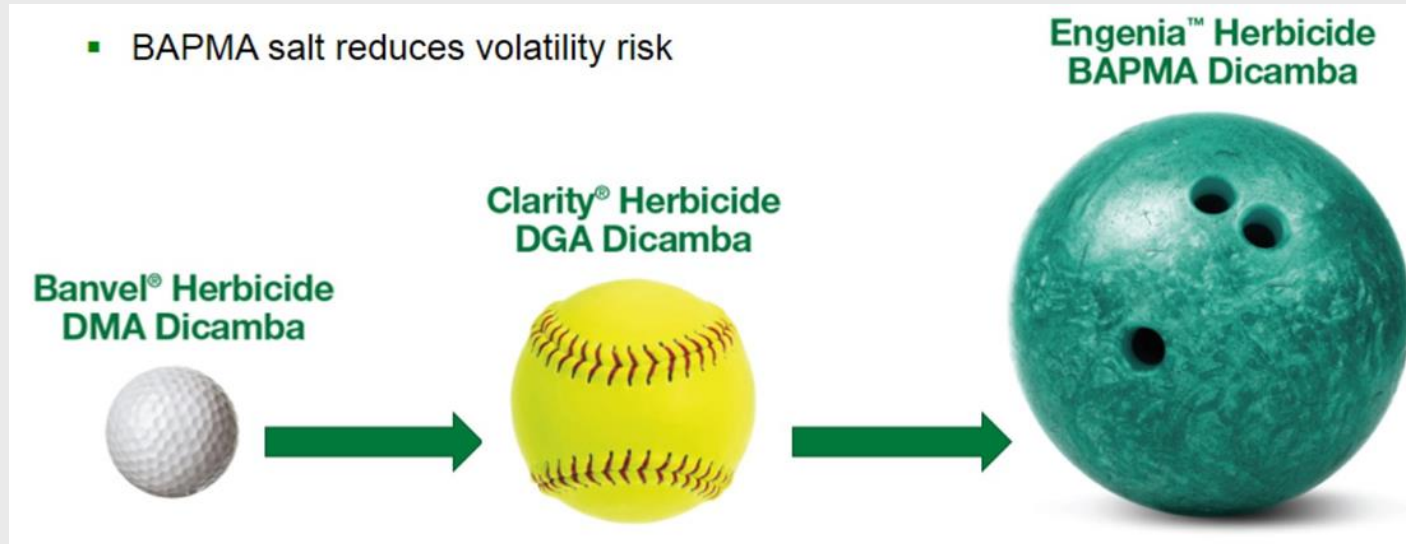 ▪ BAPMA salt reduces volatility risk
Engenia™ Herbicide
BAPMA Dicamba
Clarity® Herbicide
DGA Dicamba
Banvel® Herbicide
DMA Dicamba